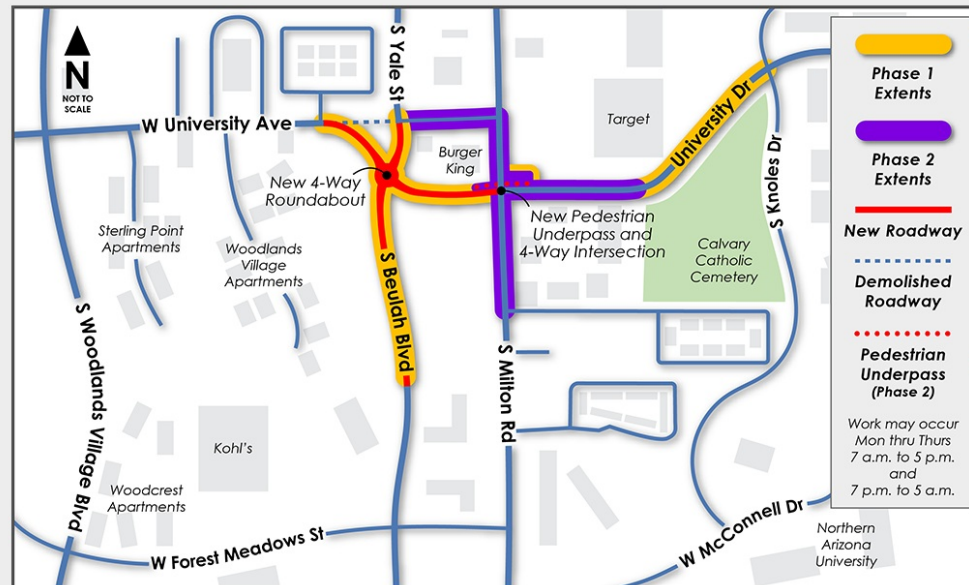 N
NOT TO
SCALE
W University Ave
S Yale St
Burger
King
Target
University Dr
S Knoles Dr
New 4-Way
Roundabout
New Pedestrian
Underpass and
4-Way Intersection
Sterling Point
Apartments
Woodlands
Village
Apartments
Calvary
Catholic
Cemetery
S Beulah Blvd
S Woodlands Village Blvd
S Milton Rd
Kohl's
Woodcrest
Apartments
W Forest Meadows St
W McConnell Dr
Northern
Arizona
University
Phase 1
Extents
Phase 2
Extents
New Roadway
Demolished
Roadway
Pedestrian
Underpass
(Phase 2)
Work may occur
Mon thru Thurs
7 a.m. to 5 p.m.
and
7 p.m. to 5 a.m.